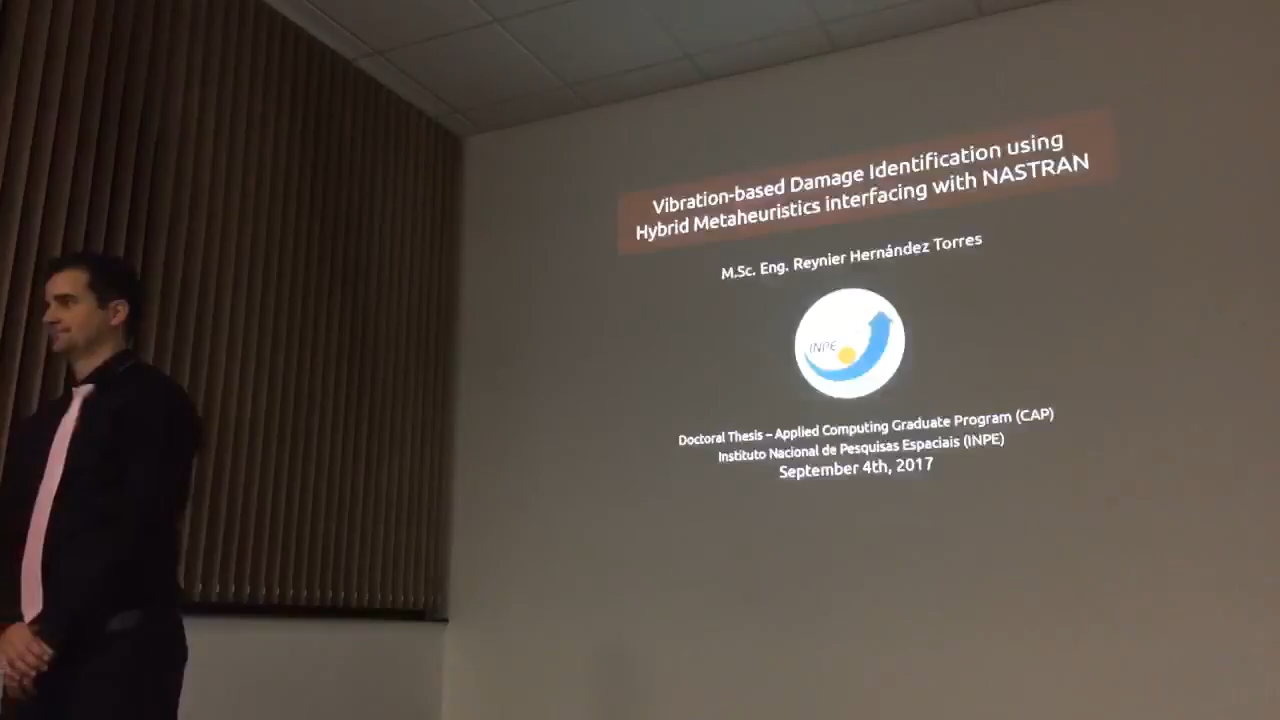 Vibration-based Damage Identification using
Hybrid Metaheuristics interfacing with NASTRAN
M.Sc. Eng. Reynier Hernández Torres
INPE
Doctoral Thesis – Applied Computing Graduate Program (CAP)
Instituto Nacional de Pesquisas Espaciais (INPE)
September 4th, 2017